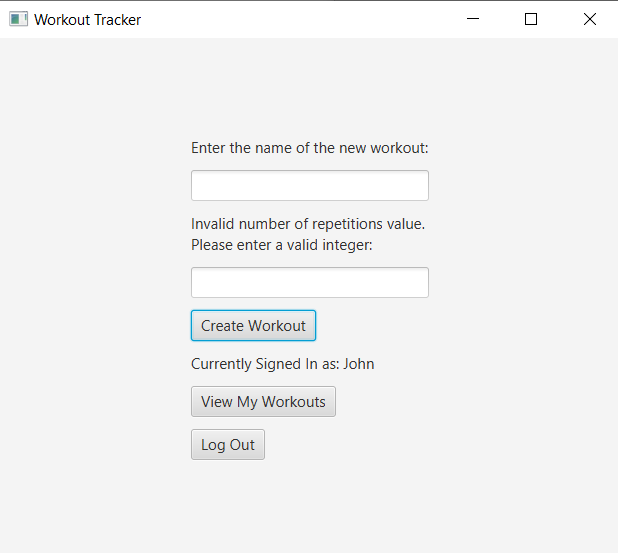 Workout Tracker
Enter the name of the new workout:
Invalid number of repetitions value.
Please enter a valid integer:
Create Workout
Currently Signed In as: John
View My Workouts
Log Out